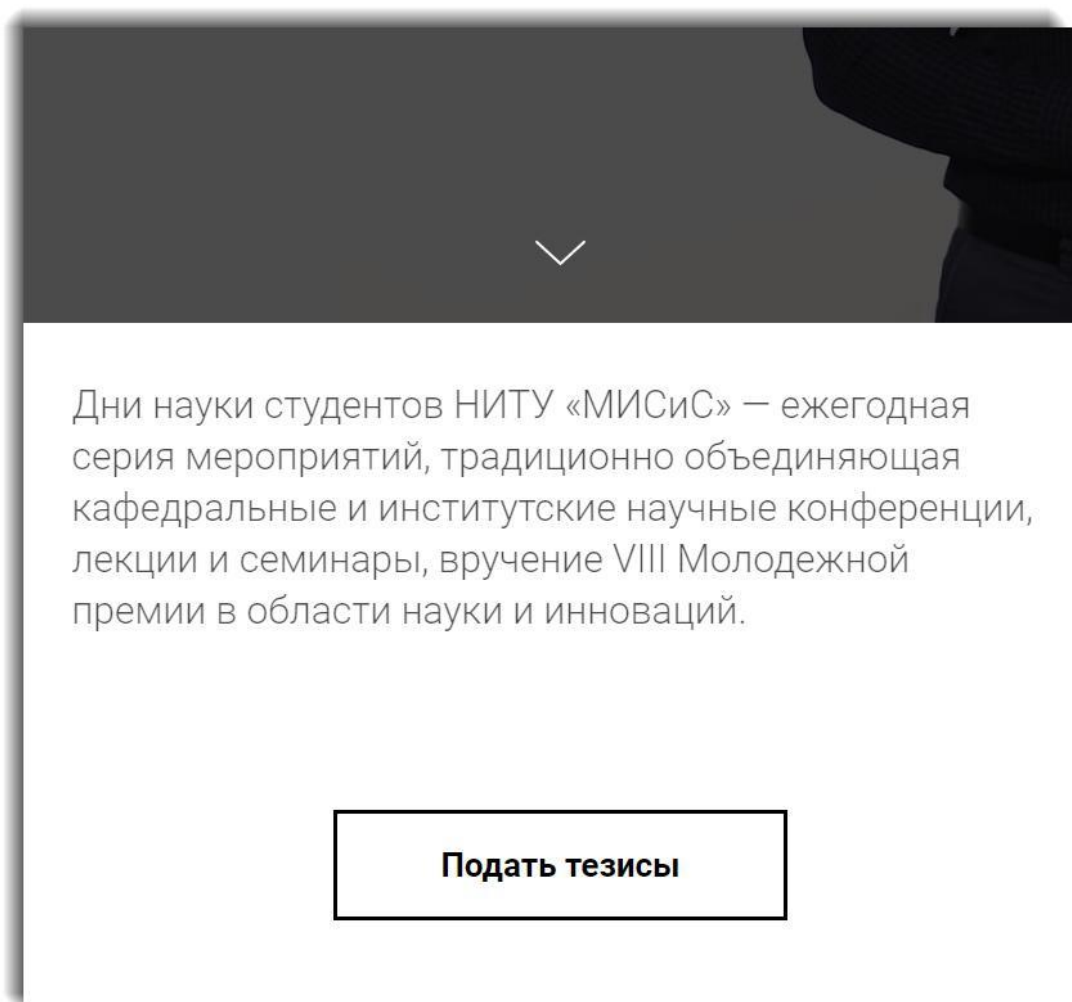 Дни науки студентов НИТУ «МИСиС» — ежегодная
серия мероприятий, традиционно объединяющая
кафедральные и институтские научные конференции,
лекции и семинары, вручение VIII Молодежной
премии в области науки и инноваций.
Подать тезисы